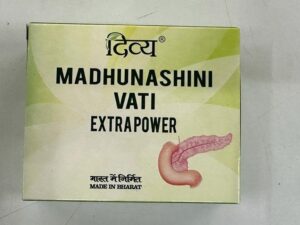 दिव्य®
MADHUNASHINI
VATI
EXTRAPOWER
भारत में निर्मित
MADE IN BHARAT